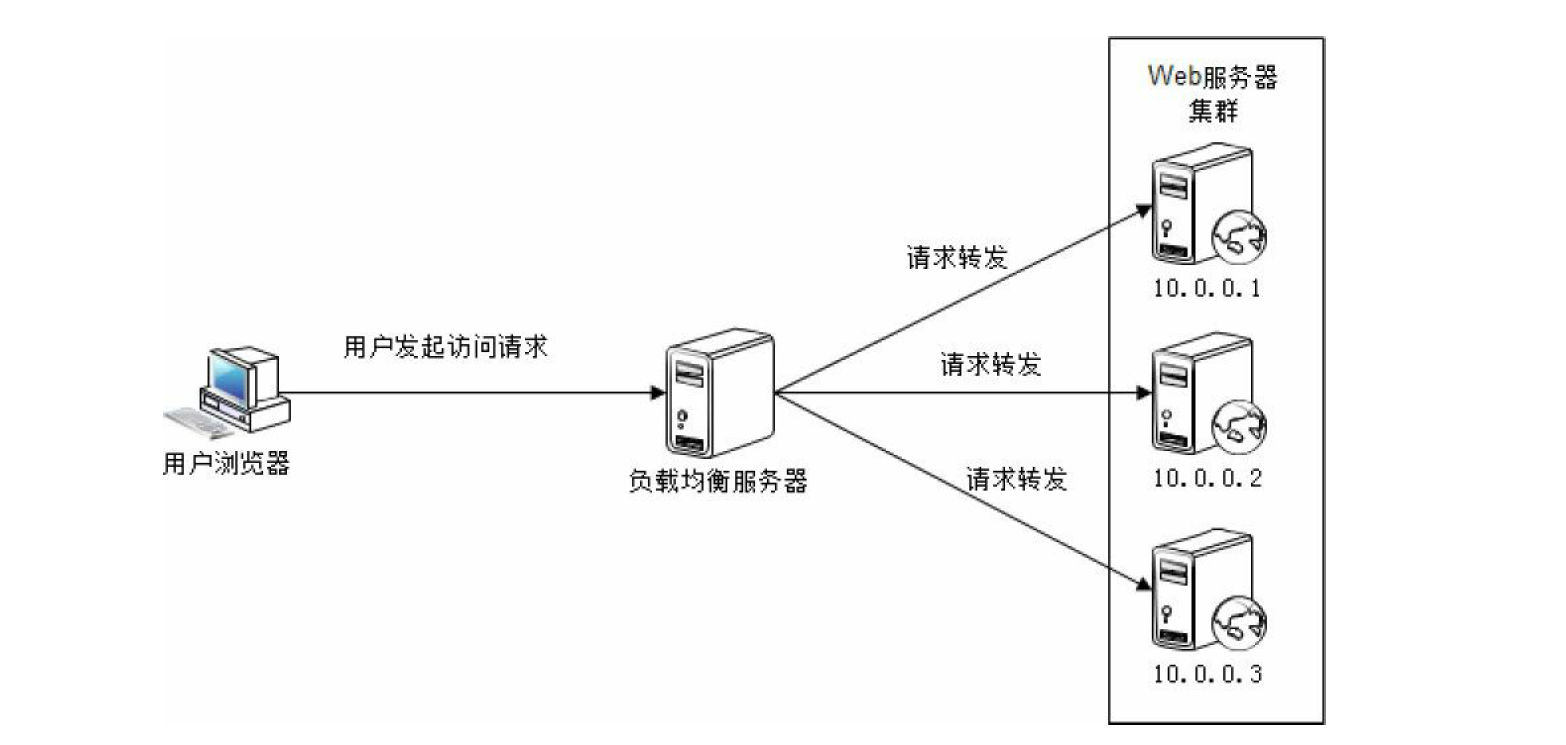 Web服务器
集群
请求转发
10.0.0.1
用户发起访问请求
请求转发
用户浏览器
负载均衡服务器
请求转发
10.0.0.2
10.0.0.3